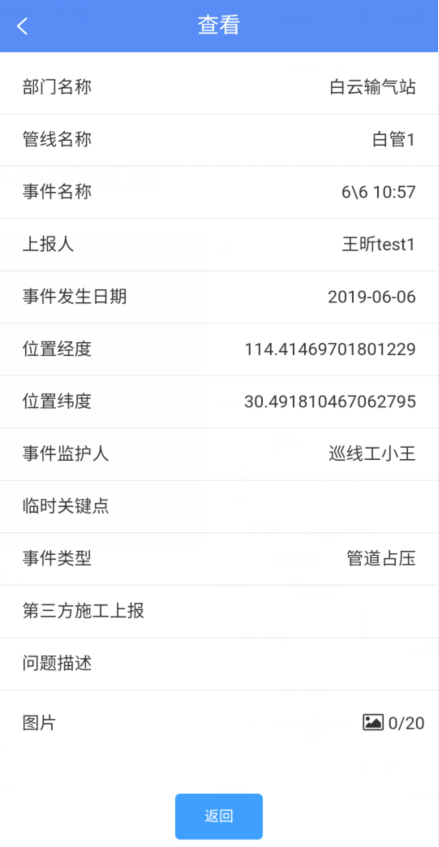 查看
部门名称 白云输气站
管线名称 白管1
事件名称 6\6 10:57
上报人 王昕test1
事件发生日期 2019-06-06
位置经度 114.41469701801229
位置纬度 30.491810467062795
事件监护人 巡线工小王
临时关键点
事件类型 管道占压
第三方施工上报
问题描述
图片 0/20
返回